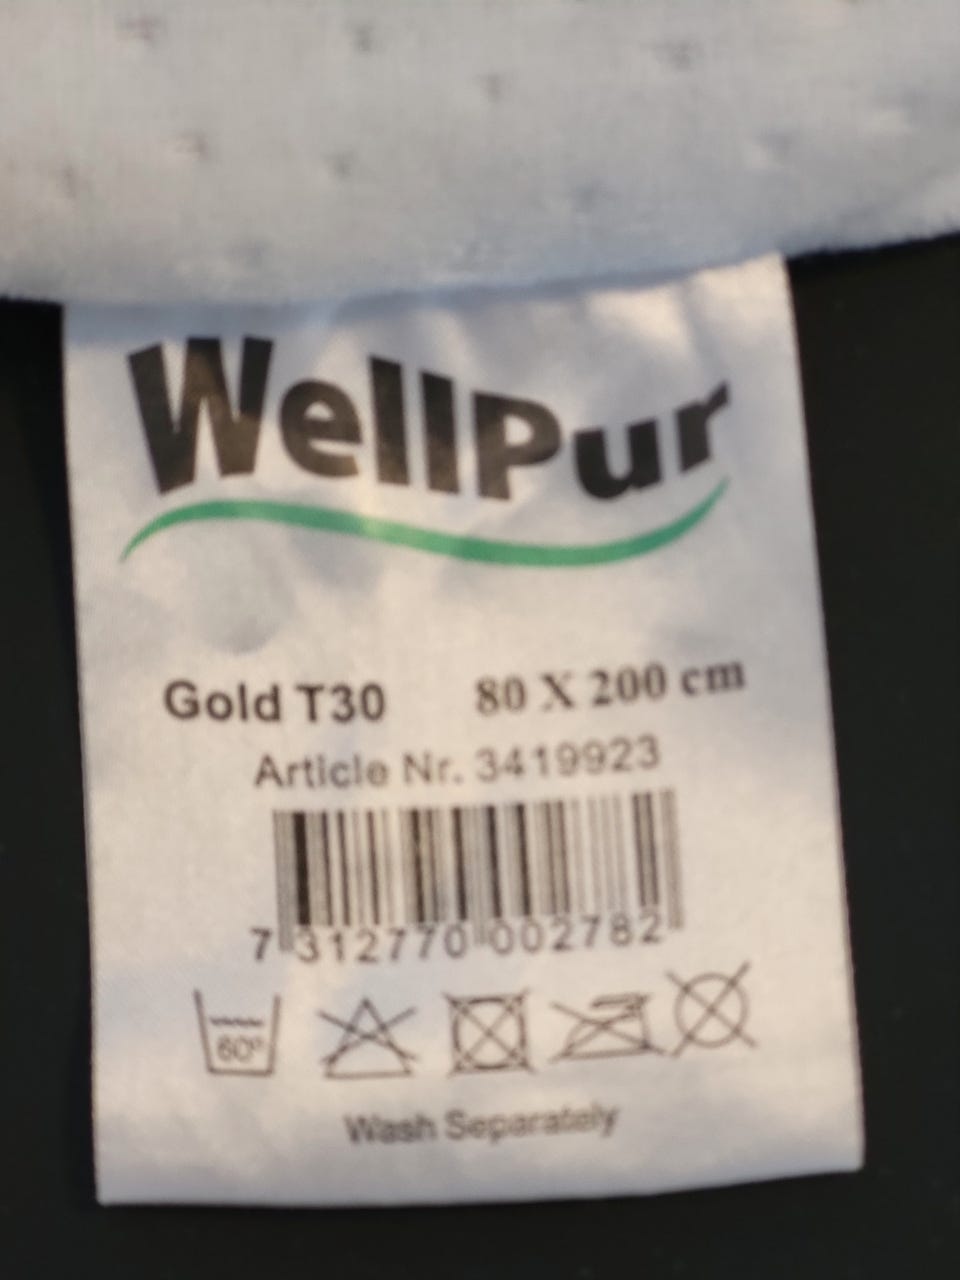 WellPur
Gold T30 80 X 200 cm
Article Nr. 3419923
7 312770 002782
60°
Wash Separately